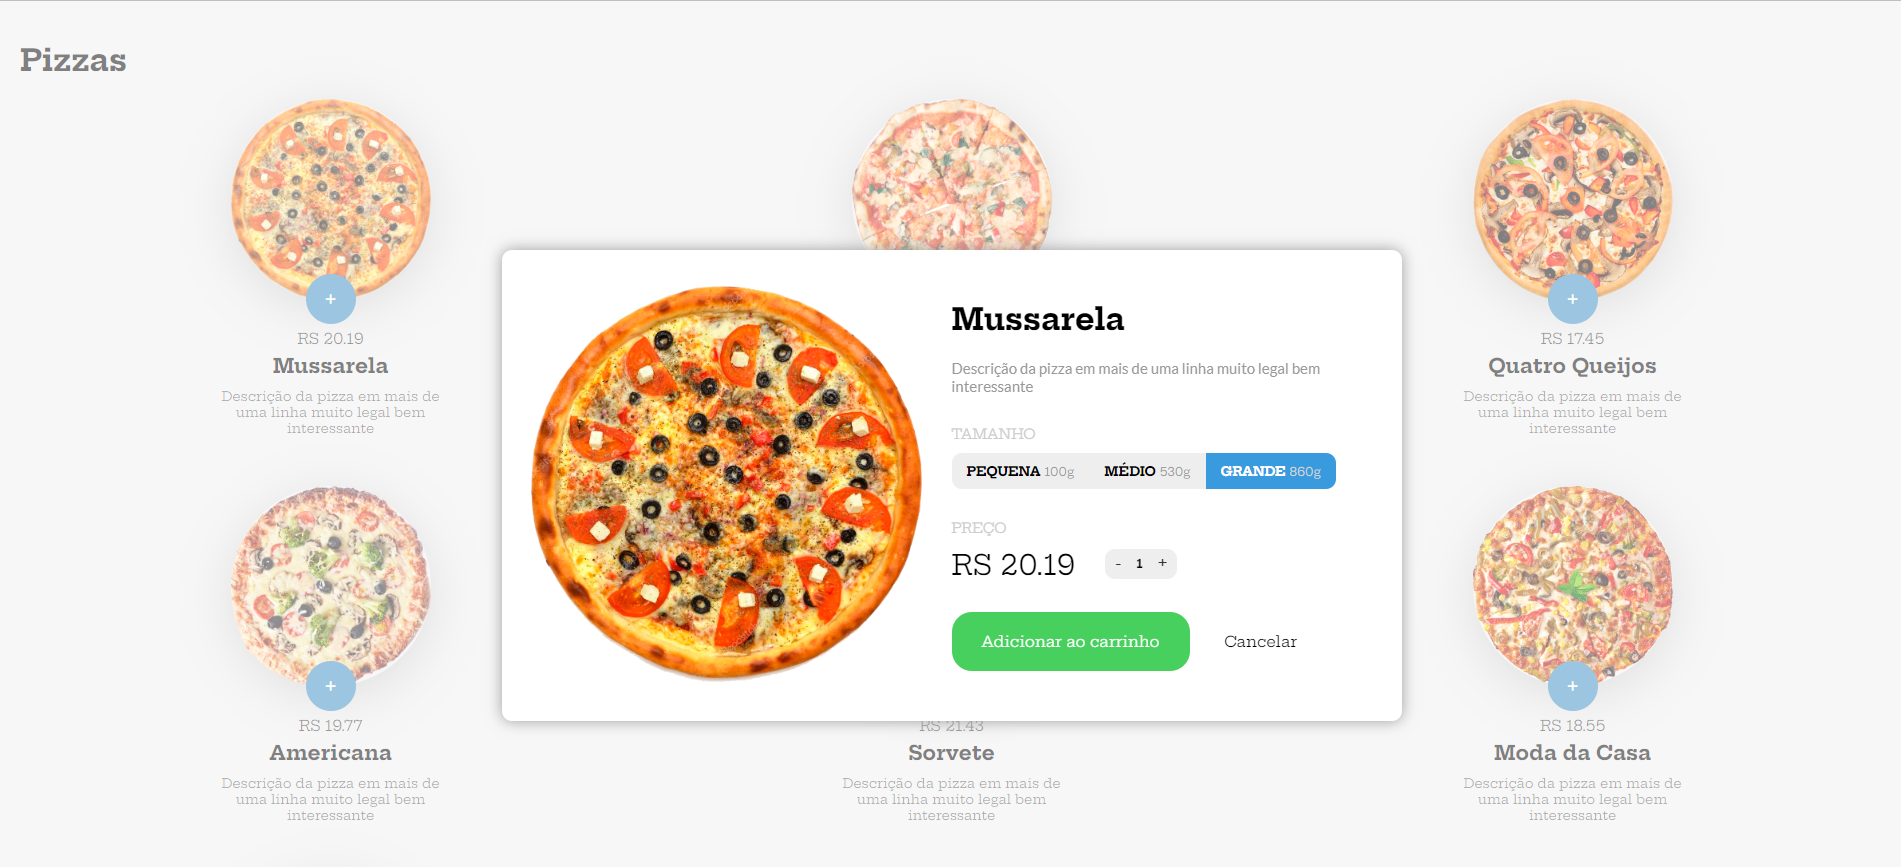 Pizzas
+
RS 20.19
Mussarela
Descrição da pizza em mais de
uma linha muito legal bem
interessante
+
RS 17.45
Quatro Queijos
Descrição da pizza em mais de
uma linha muito legal bem
interessante
Mussarela
Descrição da pizza em mais de uma linha muito legal bem
interessante
TAMANHO
PEQUENA 100g MÉDIO 530g GRANDE 860g
PREÇO
RS 20.19 - 1 +
Adicionar ao carrinho Cancelar
+
RS 19.77
Americana
Descrição da pizza em mais de
uma linha muito legal bem
interessante
RS 21.43
Sorvete
Descrição da pizza em mais de
uma linha muito legal bem
interessante
+
RS 18.55
Moda da Casa
Descrição da pizza em mais de
uma linha muito legal bem
interessante